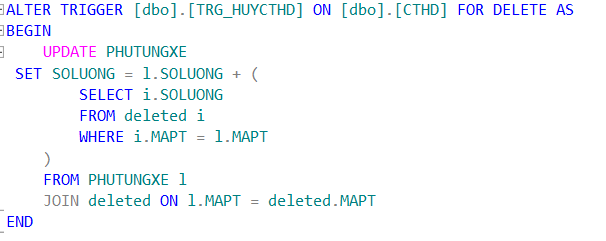 ALTER TRIGGER [dbo].[TRG_HUYCTHD] ON [dbo].[CTHD] FOR DELETE AS
BEGIN
UPDATE PHUTUNGXE
SET SOLUONG = l.SOLUONG + (
SELECT i.SOLUONG
FROM deleted i
WHERE i.MAPT = l.MAPT
)
FROM PHUTUNGXE l
JOIN deleted ON l.MAPT = deleted.MAPT
END